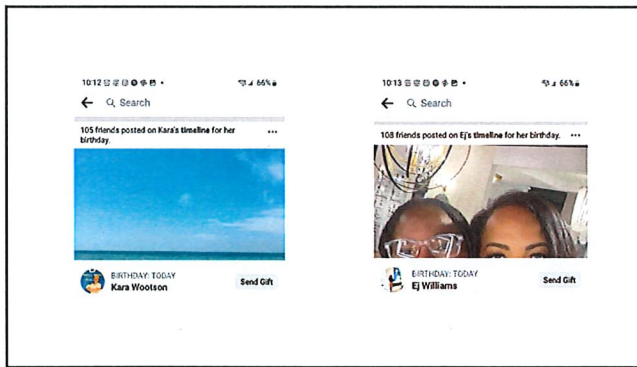 10:12
66%
Search
105 friends posted on Kara's timeline for her
birthday.
BIRTHDAY: TODAY
Kara Wootson
Send Gift
10:13
66%
Search
108 friends posted on Ej's timeline for her birthday.
BIRTHDAY: TODAY
Ej Williams
Send Gift